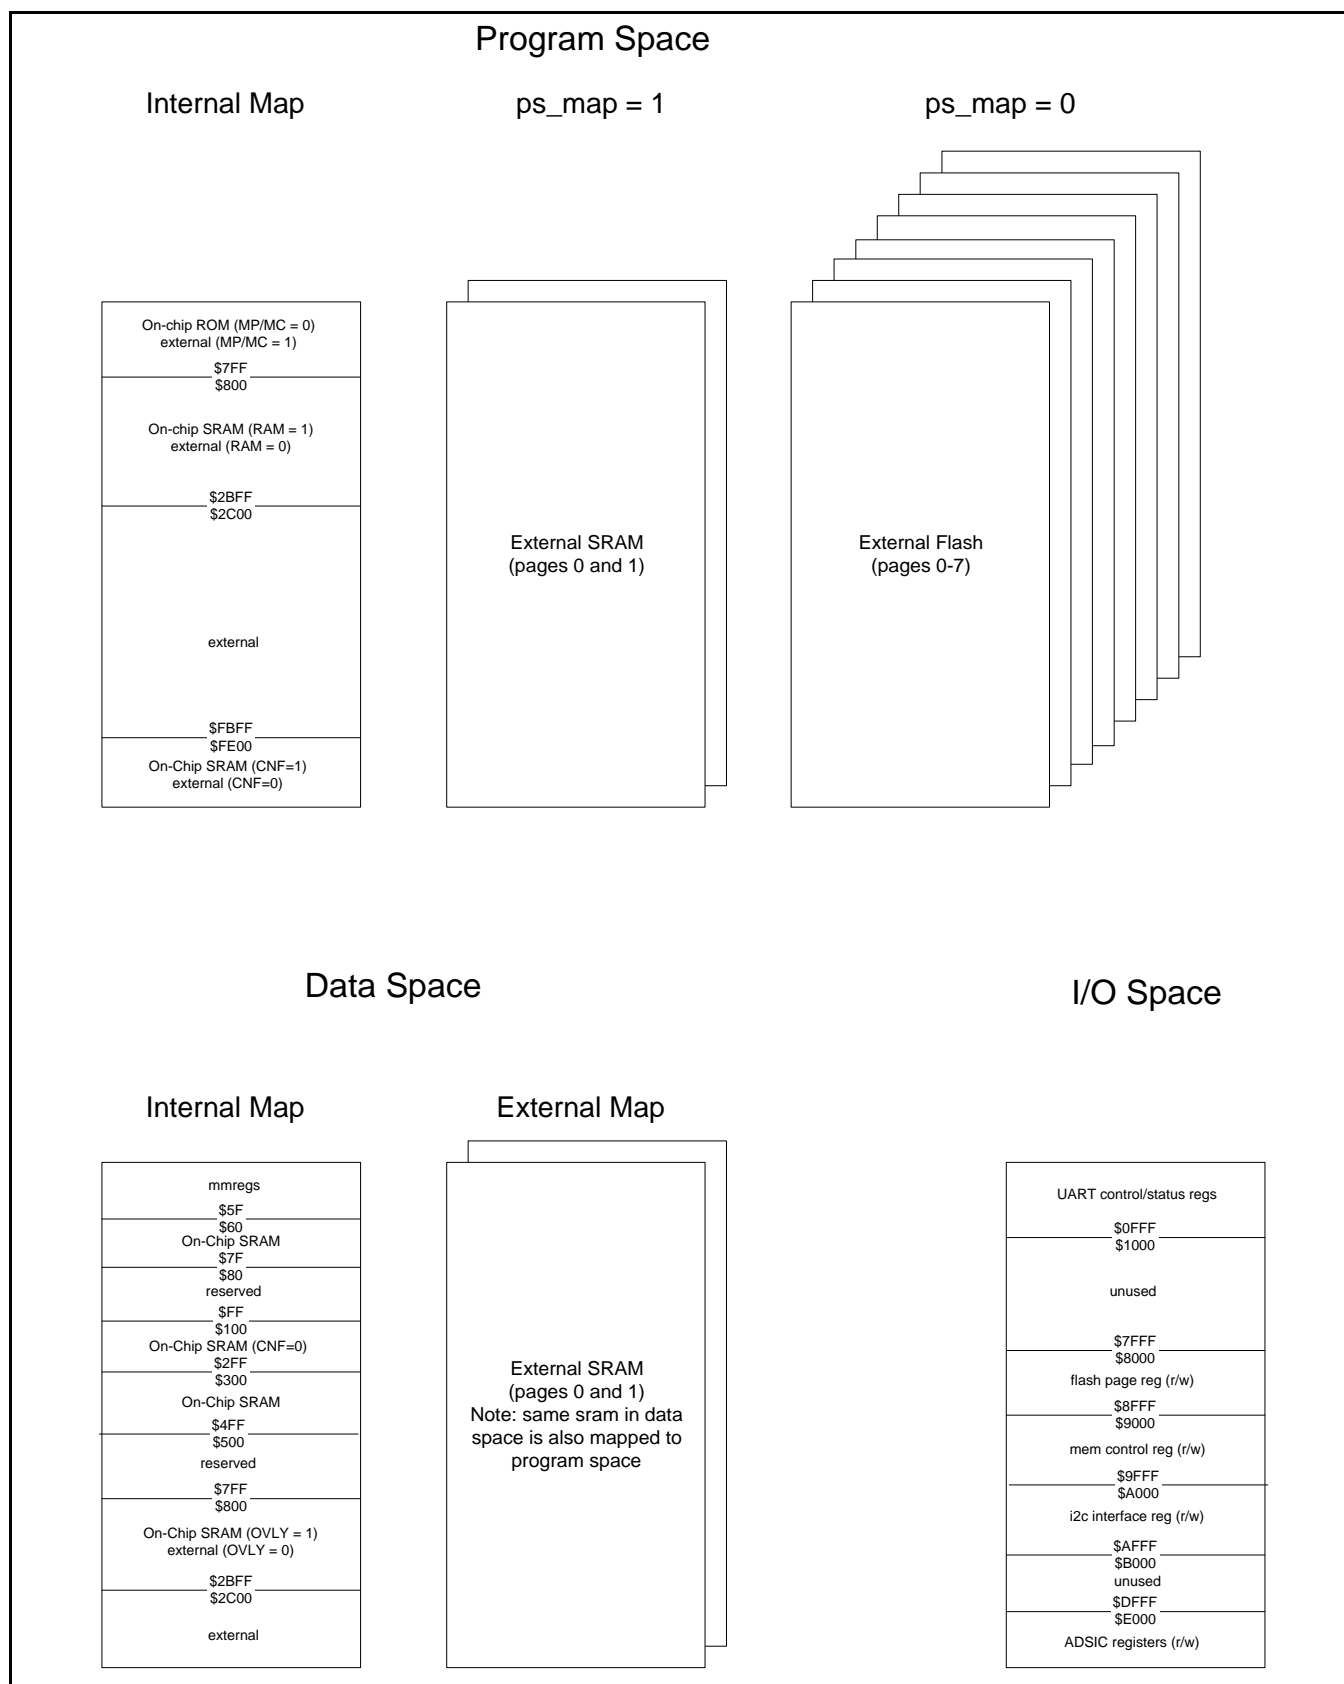 Program Space
Internal Map
ps_map = 1
ps_map = 0
On-chip ROM (MP/MC = 0)
external (MP/MC = 1)
$7FF
$800
On-chip SRAM (RAM = 1)
external (RAM = 0)
$2BFF
$2C00
external
$FBFF
$FE00
On-Chip SRAM (CNF=1)
external (CNF=0)
External SRAM
(pages 0 and 1)
External Flash
(pages 0-7)
Data Space
Internal Map
External Map
mmregs
$5F
$60
On-Chip SRAM
$7F
$80
reserved
$FF
$100
On-Chip SRAM (CNF=0)
$2FF
$300
On-Chip SRAM
$4FF
$500
reserved
$7FF
$800
On-Chip SRAM (OVLY = 1)
external (OVLY = 0)
$2BFF
$2C00
external
External SRAM
(pages 0 and 1)
Note: same sram in data
space is also mapped to
program space
I/O Space
UART control/status regs
$0FFF
$1000
unused
$7FFF
$8000
flash page reg (r/w)
$8FFF
$9000
mem control reg (r/w)
$9FFF
$A000
i2c interface reg (r/w)
$AFFF
$B000
unused
$DFFF
$E000
ADSIC registers (r/w)